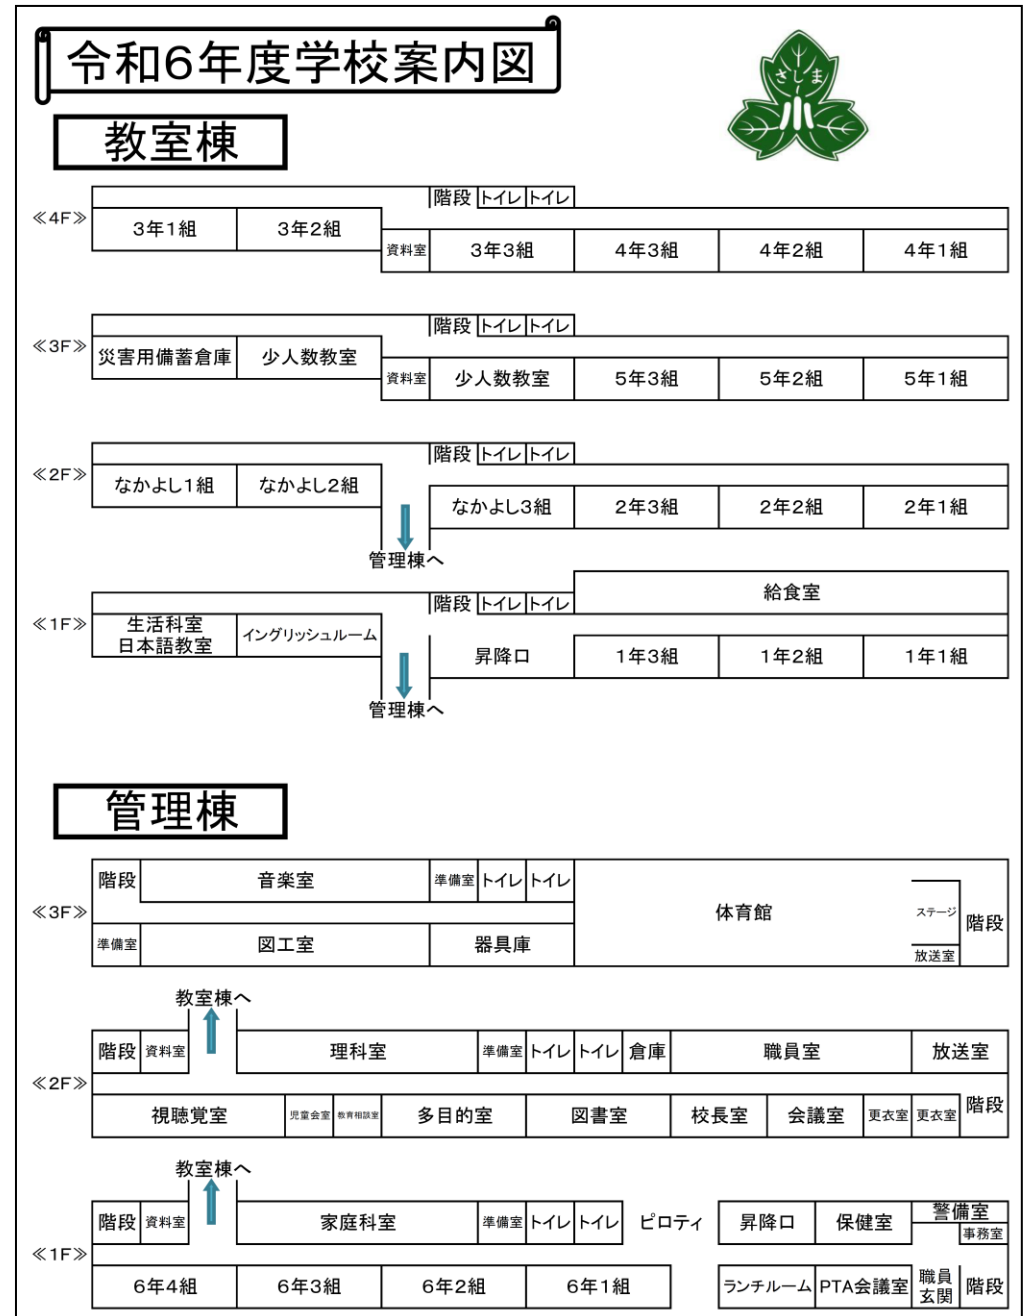 令和6年度学校案内図
さしま
小
教室棟
≪4F≫
階段 トイレ トイレ
3年1組 3年2組
資料室 3年3組 4年3組 4年2組 4年1組
≪3F≫
階段 トイレ トイレ
災害用備蓄倉庫 少人数教室
資料室 少人数教室 5年3組 5年2組 5年1組
≪2F≫
階段 トイレ トイレ
なかよし1組 なかよし2組
なかよし3組 2年3組 2年2組 2年1組
管理棟へ
≪1F≫
給食室
階段 トイレ トイレ
生活科室
日本語教室
イングリッシュルーム
昇降口 1年3組 1年2組 1年1組
管理棟へ
管理棟
≪3F≫
階段 音楽室 準備室 トイレ トイレ
体育館 ステージ
階段
準備室 図工室 器具庫
放送室
教室棟へ
≪2F≫
階段 資料室 理科室 準備室 トイレ トイレ 倉庫 職員室 放送室
視聴覚室 児童会室 教育相談室 多目的室 図書室 校長室 会議室 更衣室 更衣室 階段
教室棟へ
≪1F≫
階段 資料室 家庭科室 準備室 トイレ トイレ ピロティ 昇降口 保健室 警備室
事務室
6年4組 6年3組 6年2組 6年1組 ランチルーム PTA会議室 職員
玄関
階段